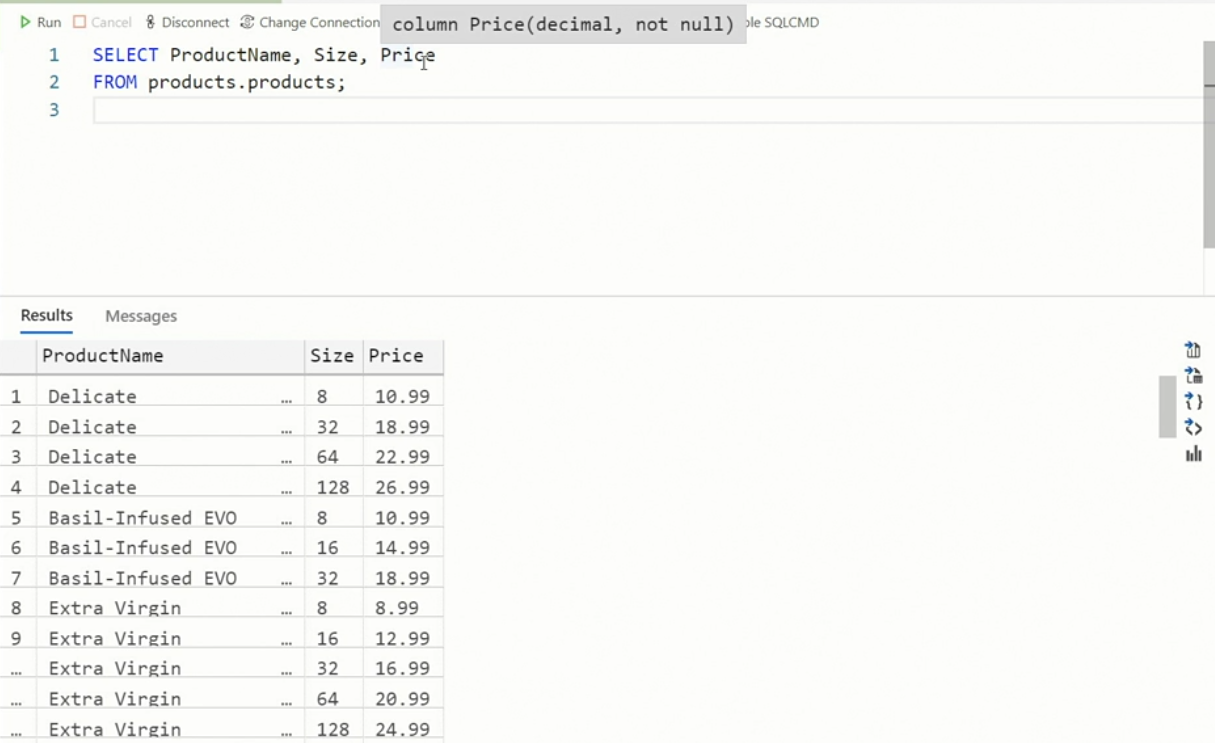 Run Cancel Disconnect Change Connection column Price(decimal, not null) ble SQLCMD
1 SELECT ProductName, Size, Price
2 FROM products.products;
3
Results Messages
ProductName Size Price
1 Delicate … 8 10.99
2 Delicate … 32 18.99
3 Delicate … 64 22.99
4 Delicate … 128 26.99
5 Basil-Infused EVO … 8 10.99
6 Basil-Infused EVO … 16 14.99
7 Basil-Infused EVO … 32 18.99
8 Extra Virgin … 8 8.99
9 Extra Virgin … 16 12.99
… Extra Virgin … 32 16.99
… Extra Virgin … 64 20.99
… Extra Virgin … 128 24.99